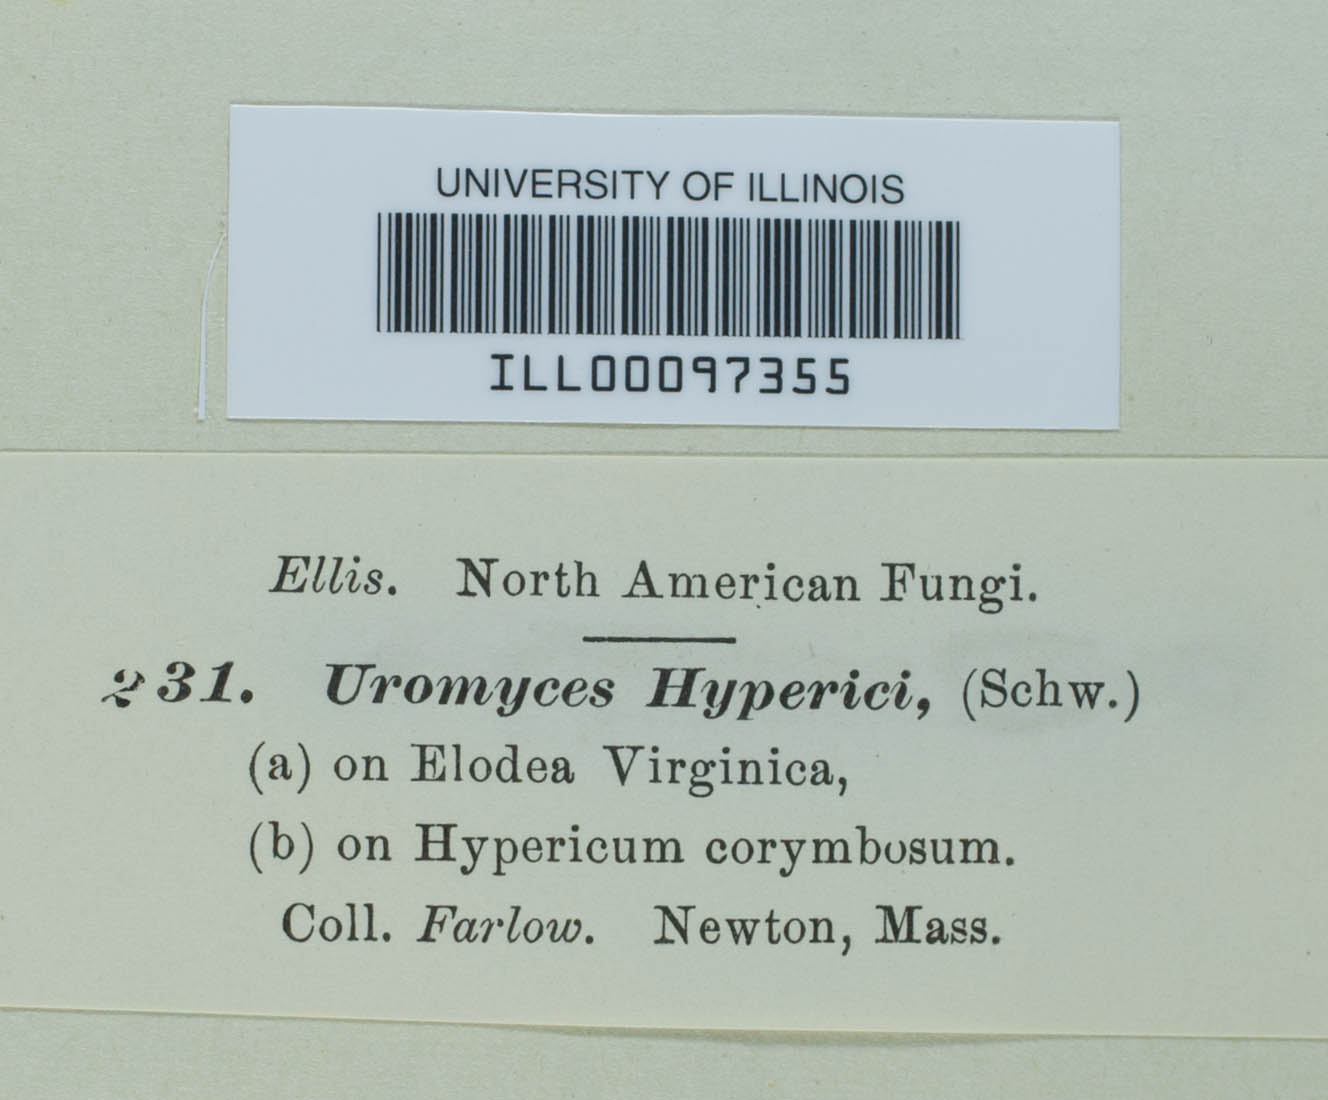 UNIVERSITY OF ILLINOIS
ILL00097355
Ellis. North American Fungi.
231. Uromyces Hyperici, (Schw.)
(a) on Elodea Virginica,
(b) on Hypericum corymbosum.
Coll. Farlow. Newton, Mass.